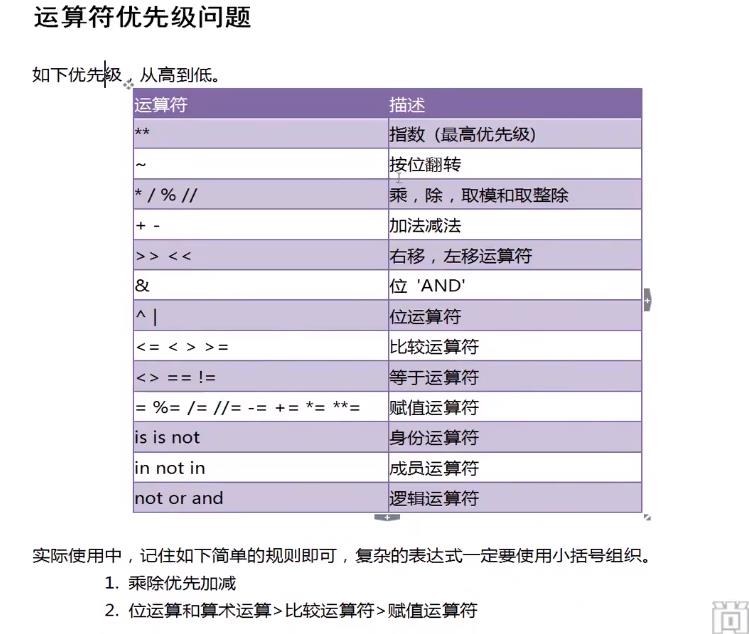 运算符优先级问题
如下优先级，从高到低。
运算符 描述
** 指数 (最高优先级)
~ 按位翻转
* / % // 乘，除，取模和取整除
+ - 加法减法
>> << 右移，左移运算符
& 位 'AND'
^ | 位运算符
<= < > >= 比较运算符
<> == != 等于运算符
= %= /= //= -= += *= **= 赋值运算符
is is not 身份运算符
in not in 成员运算符
not or and 逻辑运算符
实际使用中，记住如下简单的规则即可，复杂的表达式一定要使用小括号组织。
1. 乘除优先加减
2. 位运算和算术运算>比较运算符>赋值运算符
尚